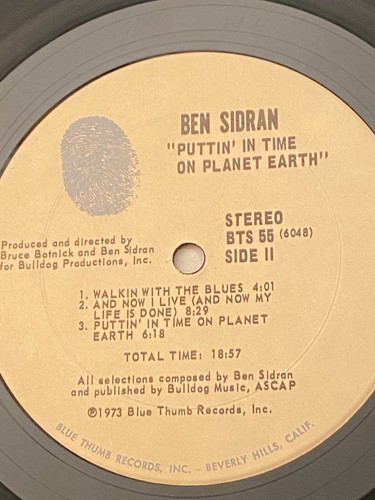 BEN SIDRAN
"PUTTIN' IN TIME
ON PLANET EARTH"
Produced and directed by
Bruce Botnick and Ben Sidran
for Bulldog Productions, Inc.
STEREO
BTS 55 (6048)
SIDE II
1. WALKIN WITH THE BLUES 4:01
2. AND NOW I LIVE (AND NOW MY
LIFE IS DONE) 8:29
3. PUTTIN' IN TIME ON PLANET
EARTH 6:18
TOTAL TIME: 18:57
All selections composed by Ben Sidran
and published by Bulldog Music, ASCAP
℗1973 Blue Thumb Records, Inc.
BLUE THUMB RECORDS, INC. - BEVERLY HILLS, CALIF.